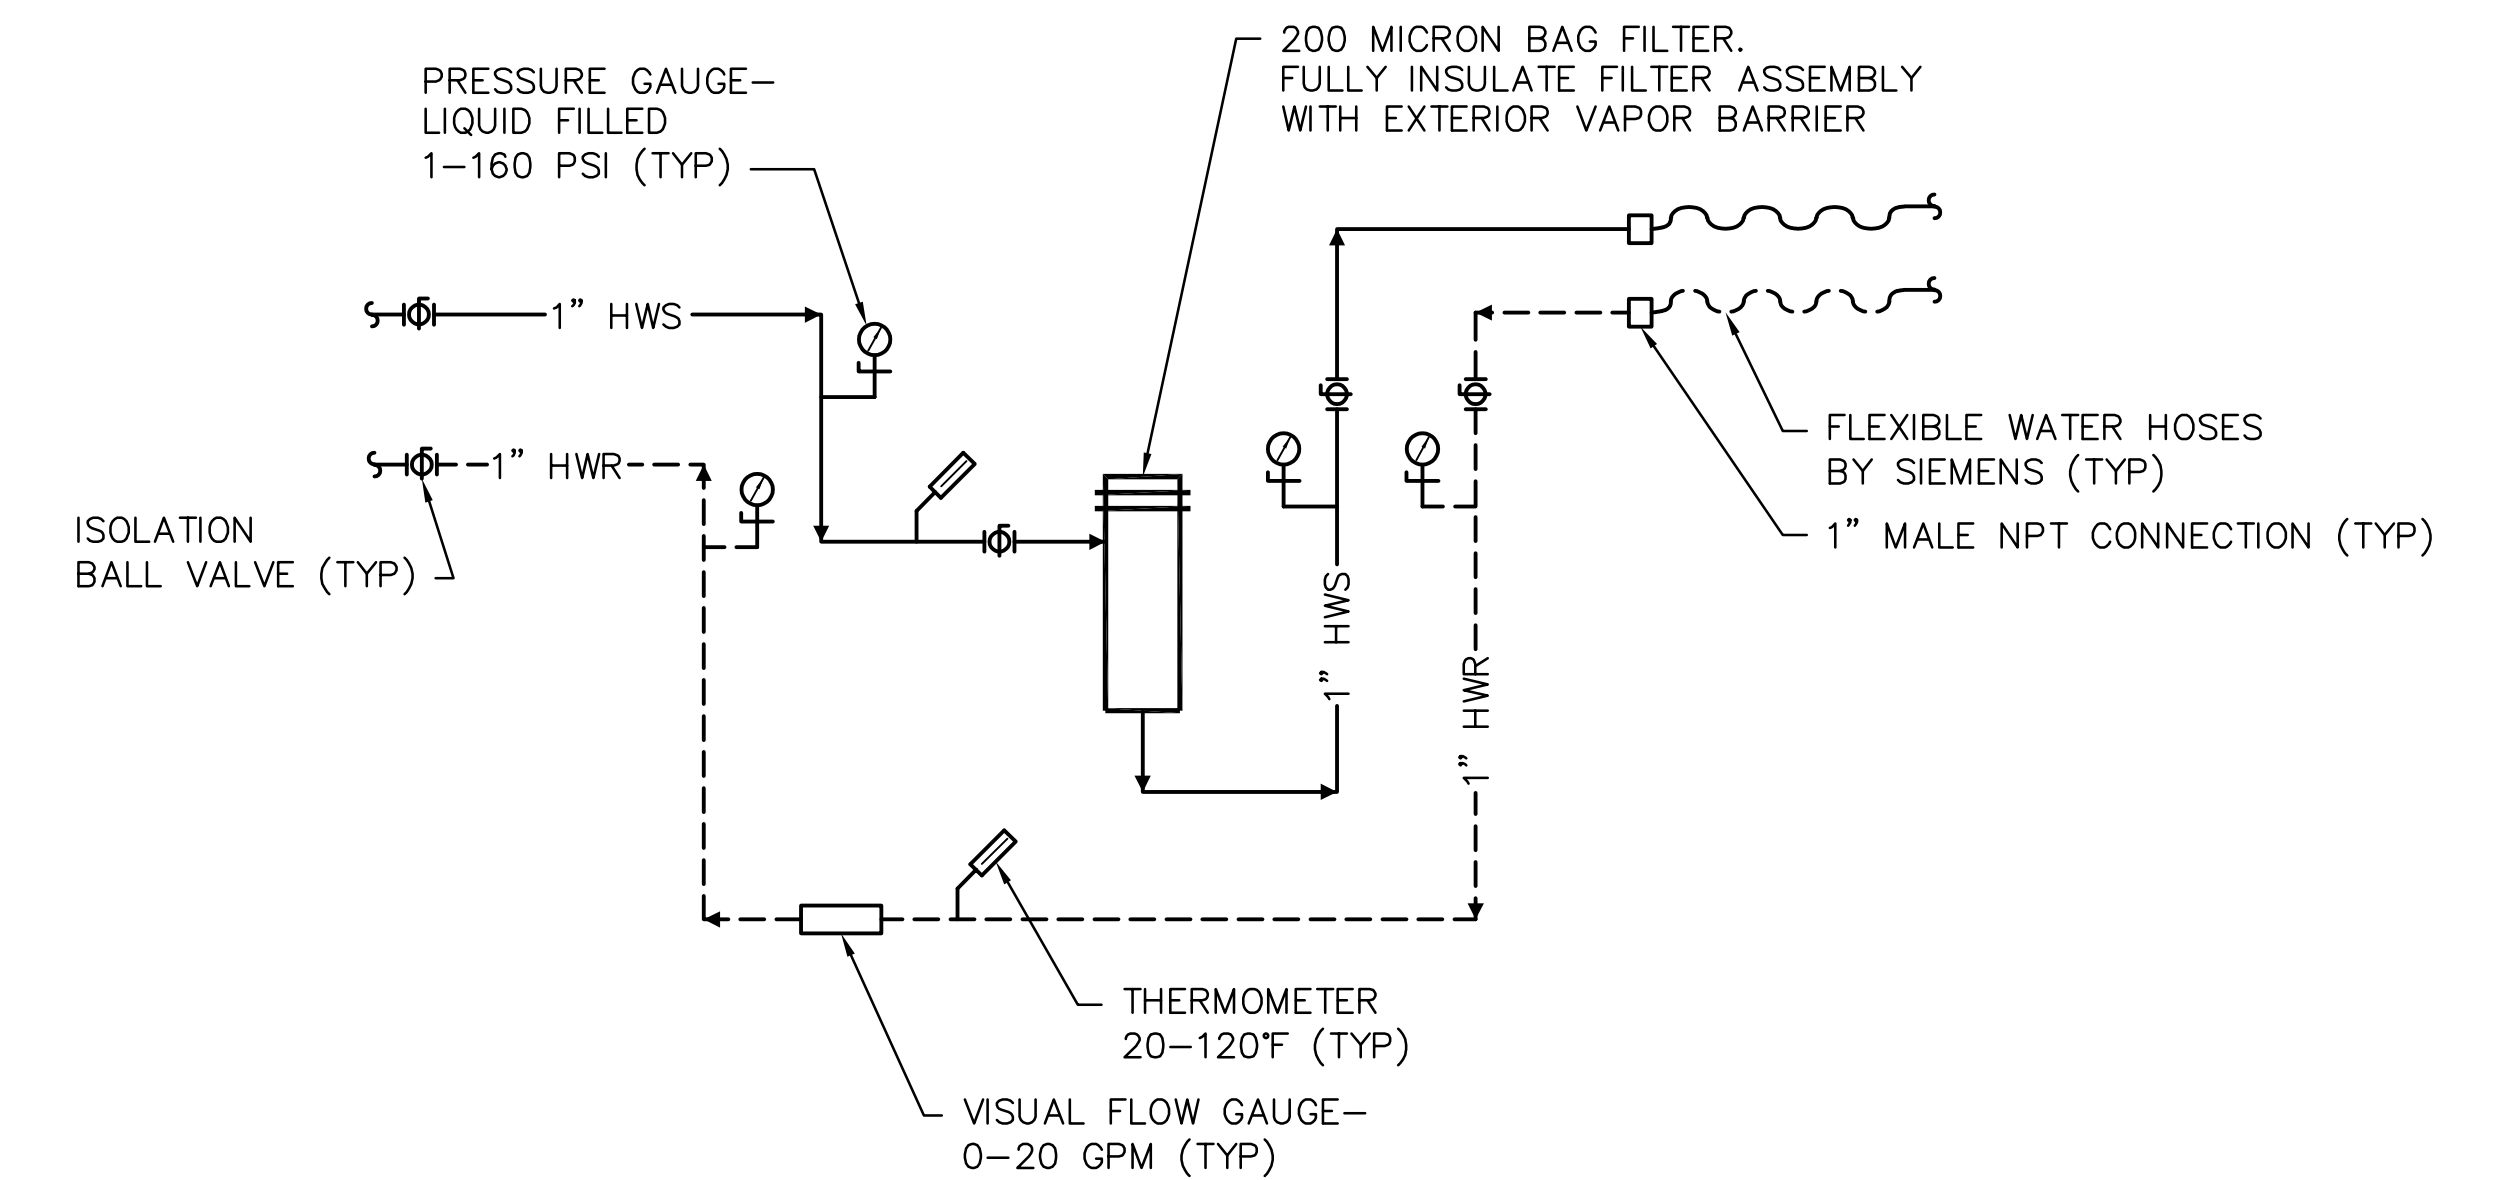 200 MICRON BAG FILTER.
FULLY INSULATE FILTER ASSEMBLY
WITH EXTERIOR VAPOR BARRIER
PRESSURE GAUGE-
LIQUID FILLED
1-160 PSI (TYP)
1" HWS
1" HWR
ISOLATION
BALL VALVE (TYP)
FLEXIBLE WATER HOSES
BY SIEMENS (TYP)
1" MALE NPT CONNECTION (TYP)
1" HWS
1" HWR
THERMOMETER
20-120°F (TYP)
VISUAL FLOW GAUGE-
0-20 GPM (TYP)